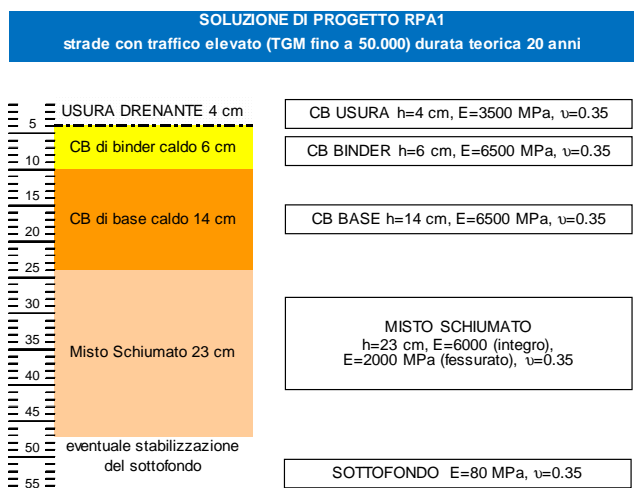 SOLUZIONE DI PROGETTO RPA1
strade con traffico elevato (TGM fino a 50.000) durata teorica 20 anni
USURA DRENANTE 4 cm
CB USURA h=4 cm, E=3500 MPa, υ=0.35
5
CB di binder caldo 6 cm
CB BINDER h=6 cm, E=6500 MPa, υ=0.35
10
15
CB di base caldo 14 cm
CB BASE h=14 cm, E=6500 MPa, υ=0.35
20
25
30
MISTO SCHIUMATO
h=23 cm, E=6000 (integro),
E=2000 MPa (fessurato), υ=0.35
35
Misto Schiumato 23 cm
40
45
50
eventuale stabilizzazione
del sottofondo
SOTTOFONDO E=80 MPa, υ=0.35
55